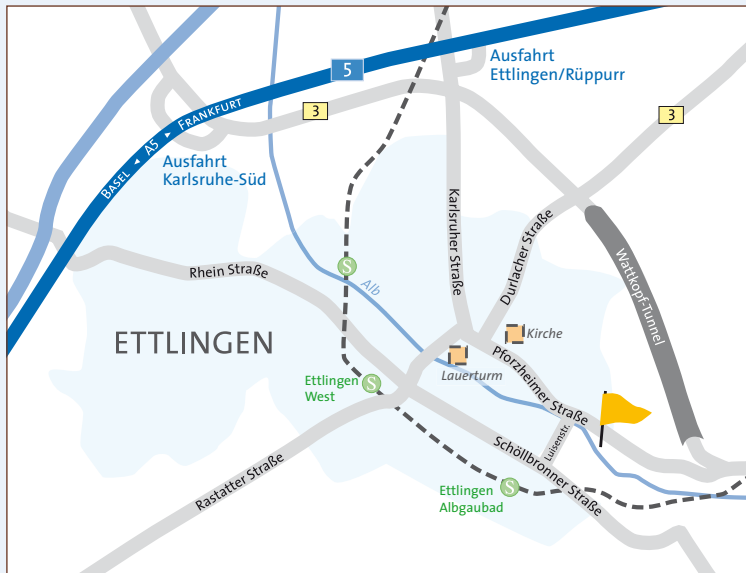 Ausfahrt
Ettlingen/Rüppurr
5
3
3
BASEL ◄ A5 ► FRANKFURT
Ausfahrt
Karlsruhe-Süd
Karlsruher Straße
Durlacher Straße
Wattkopf-Tunnel
Rhein Straße
S
Alb
ETTLINGEN
Kirche
Lauerturm
Pforzheimer Straße
Ettlingen
West
S
Luisenstr.
Schöllbronner Straße
Rastatter Straße
Ettlingen
Albgaubad
S